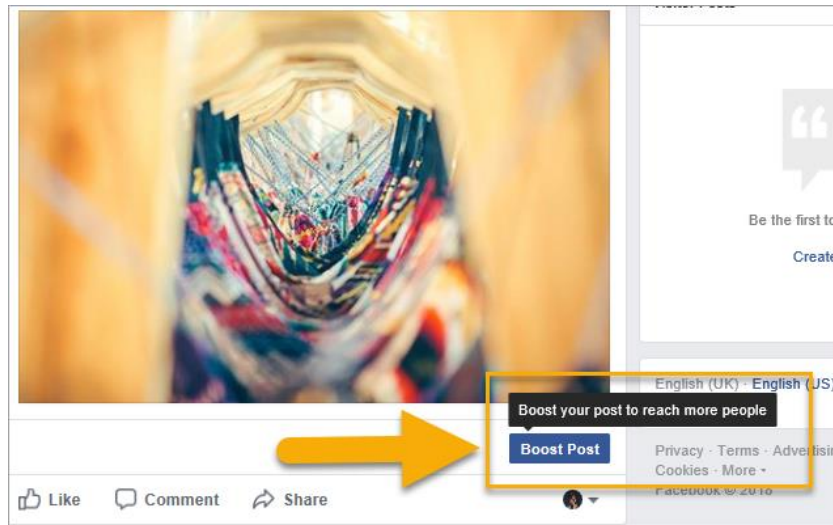 Be the first to
Create
English (UK) · English (US)
Boost your post to reach more people
Boost Post
Privacy · Terms · Advertisin
Cookies · More
Facebook © 2018
Like Comment Share